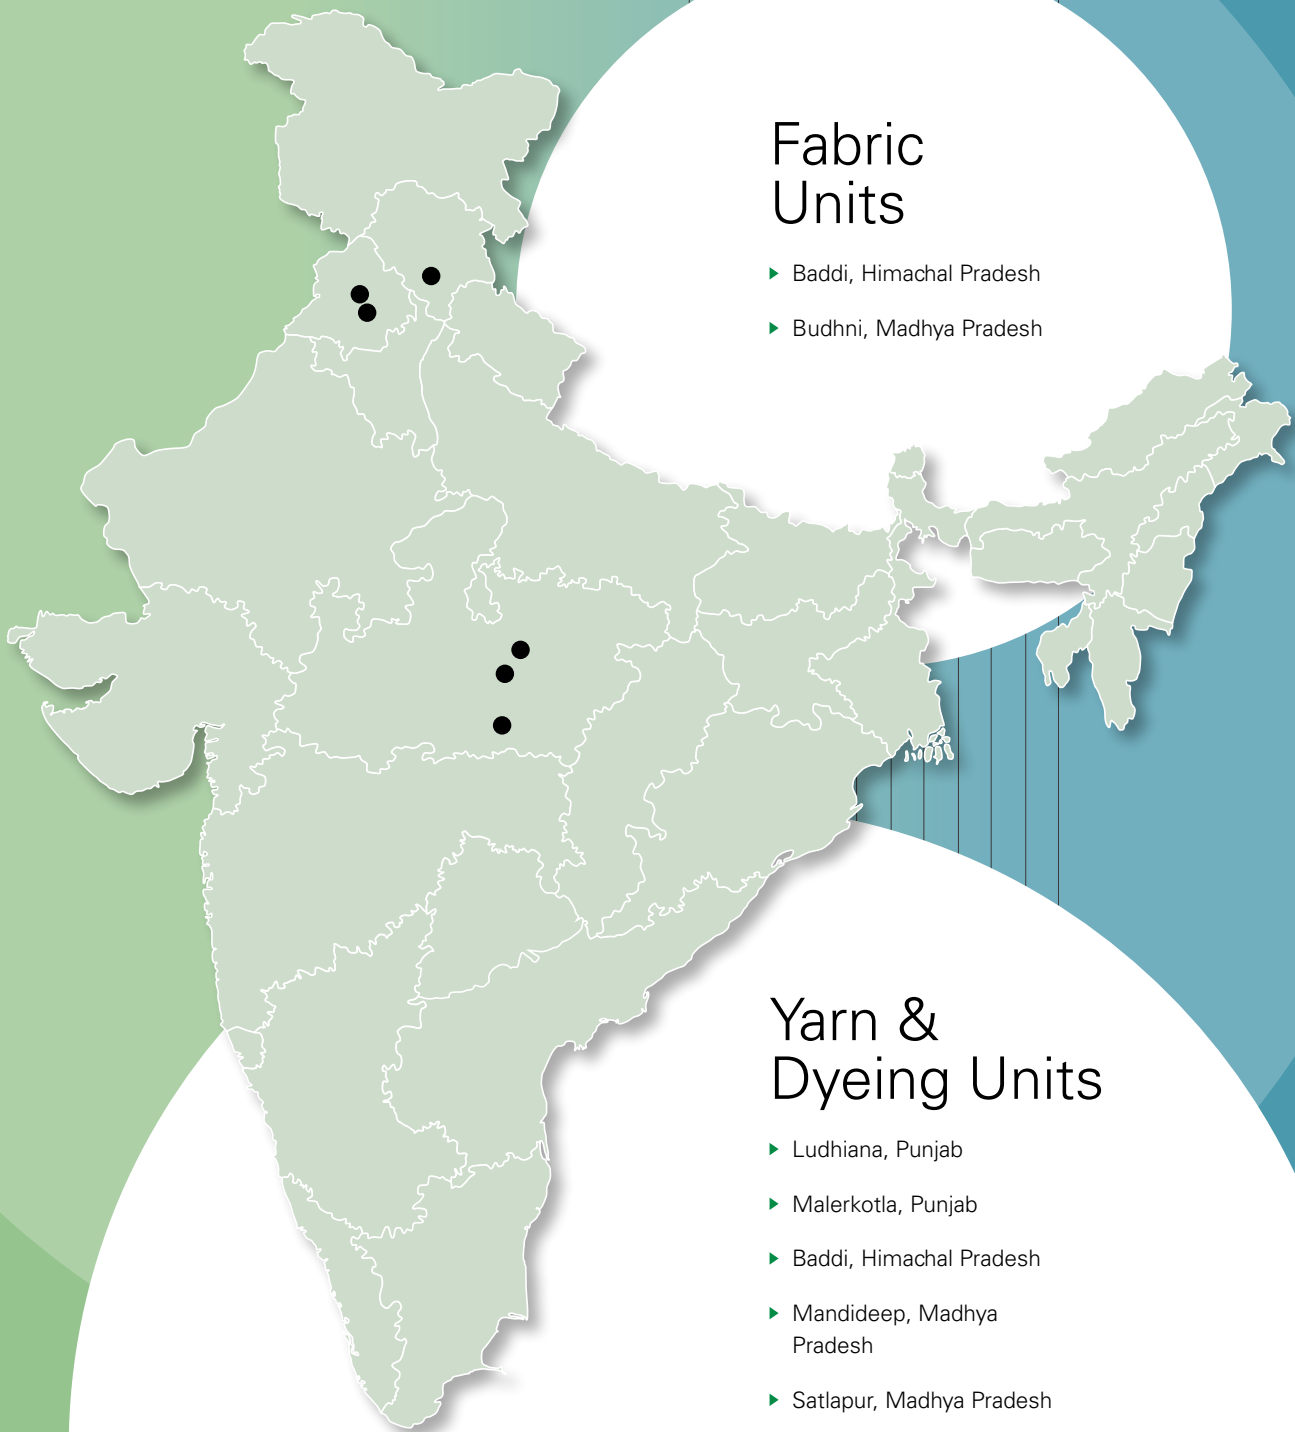 Fabric
Units
Baddi, Himachal Pradesh
Budhni, Madhya Pradesh
Yarn &
Dyeing Units
Ludhiana, Punjab
Malerkotla, Punjab
Baddi, Himachal Pradesh
Mandideep, Madhya
Pradesh
Satlapur, Madhya Pradesh